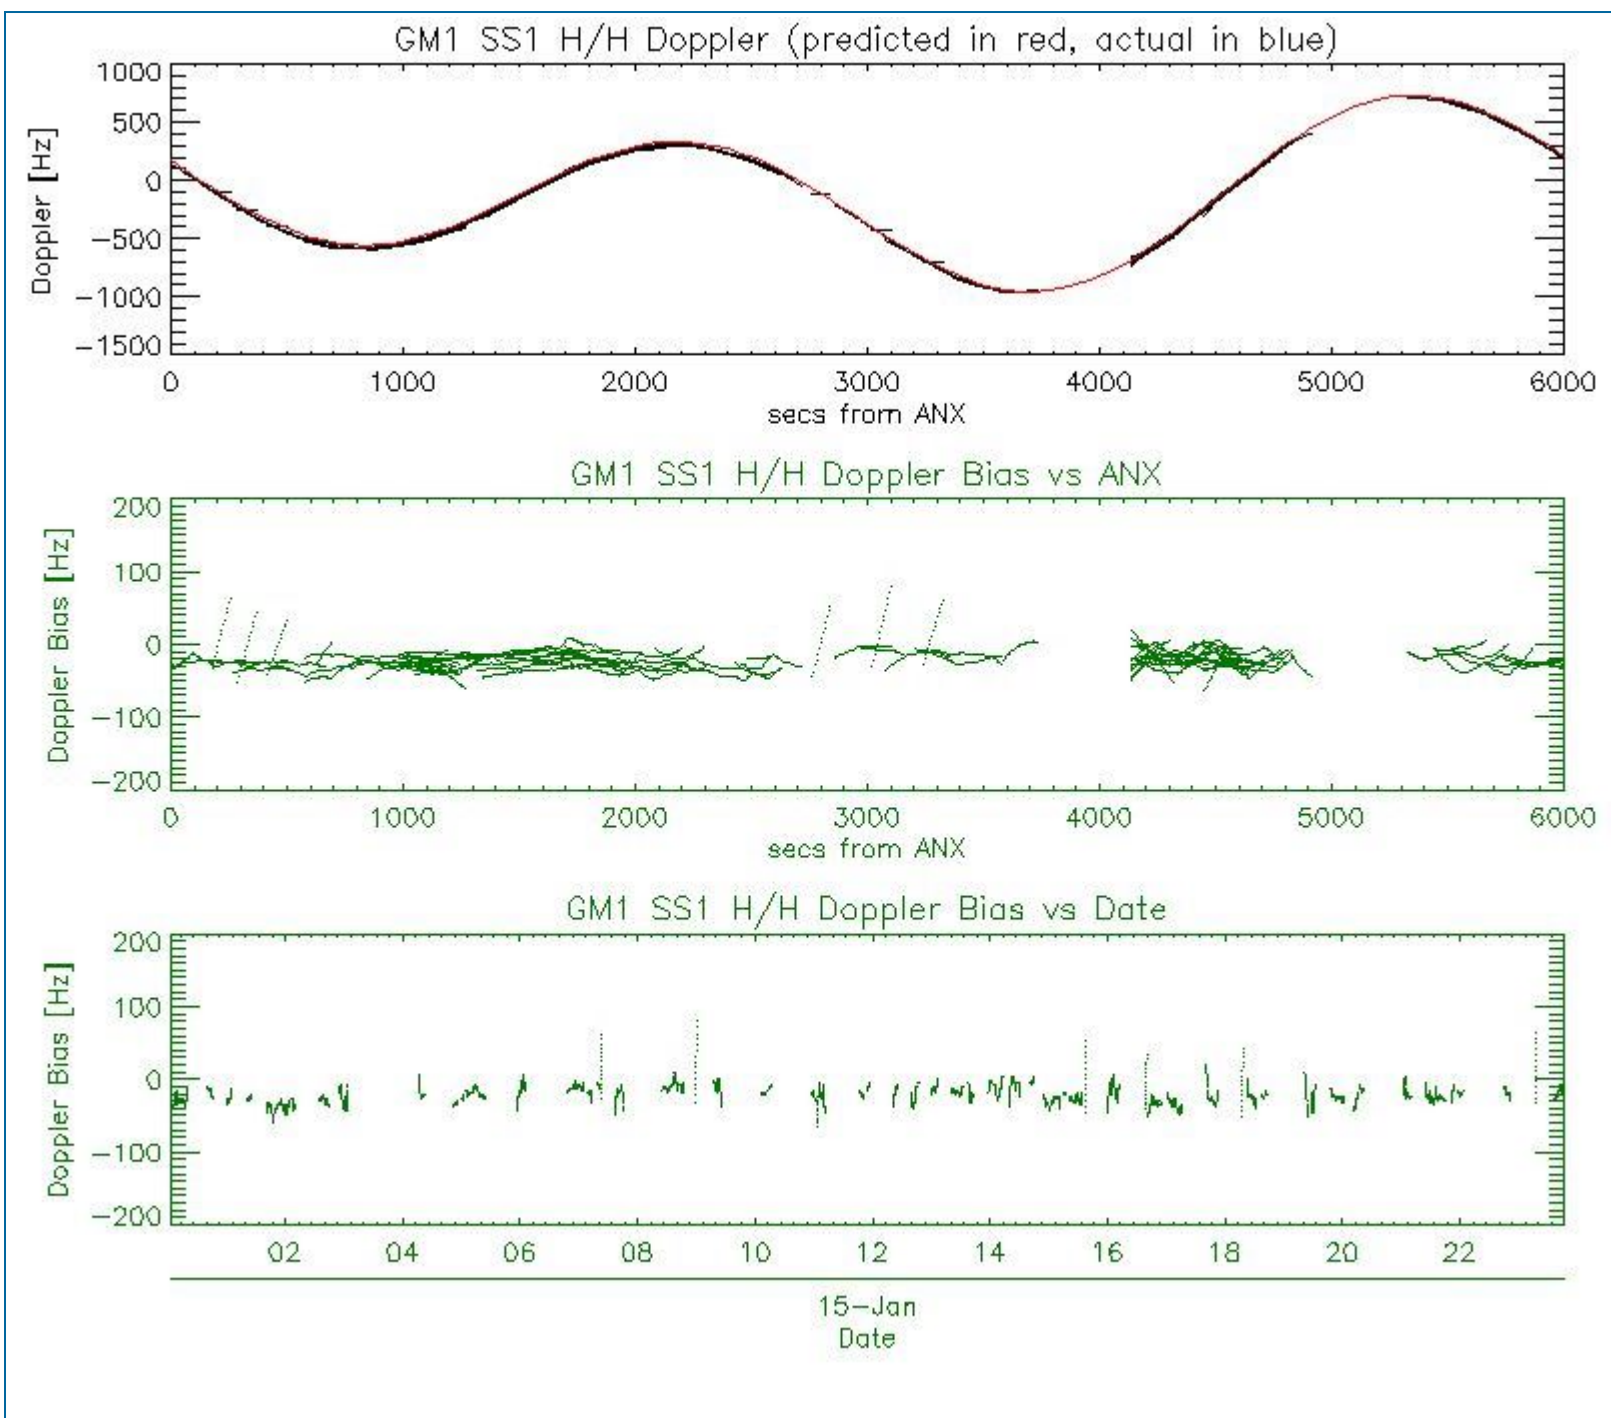 GM1 SS1 H/H Doppler (predicted in red, actual in blue)
1000
500
0
-500
-1000
-1500
Doppler [Hz]
0 1000 2000 3000 4000 5000 6000
secs from ANX
GM1 SS1 H/H Doppler Bias vs ANX
200
100
0
-100
-200
Doppler Bias [Hz]
0 1000 2000 3000 4000 5000 6000
secs from ANX
GM1 SS1 H/H Doppler Bias vs Date
200
100
0
-100
-200
Doppler Bias [Hz]
02 04 06 08 10 12 14 16 18 20 22
15-Jan
Date